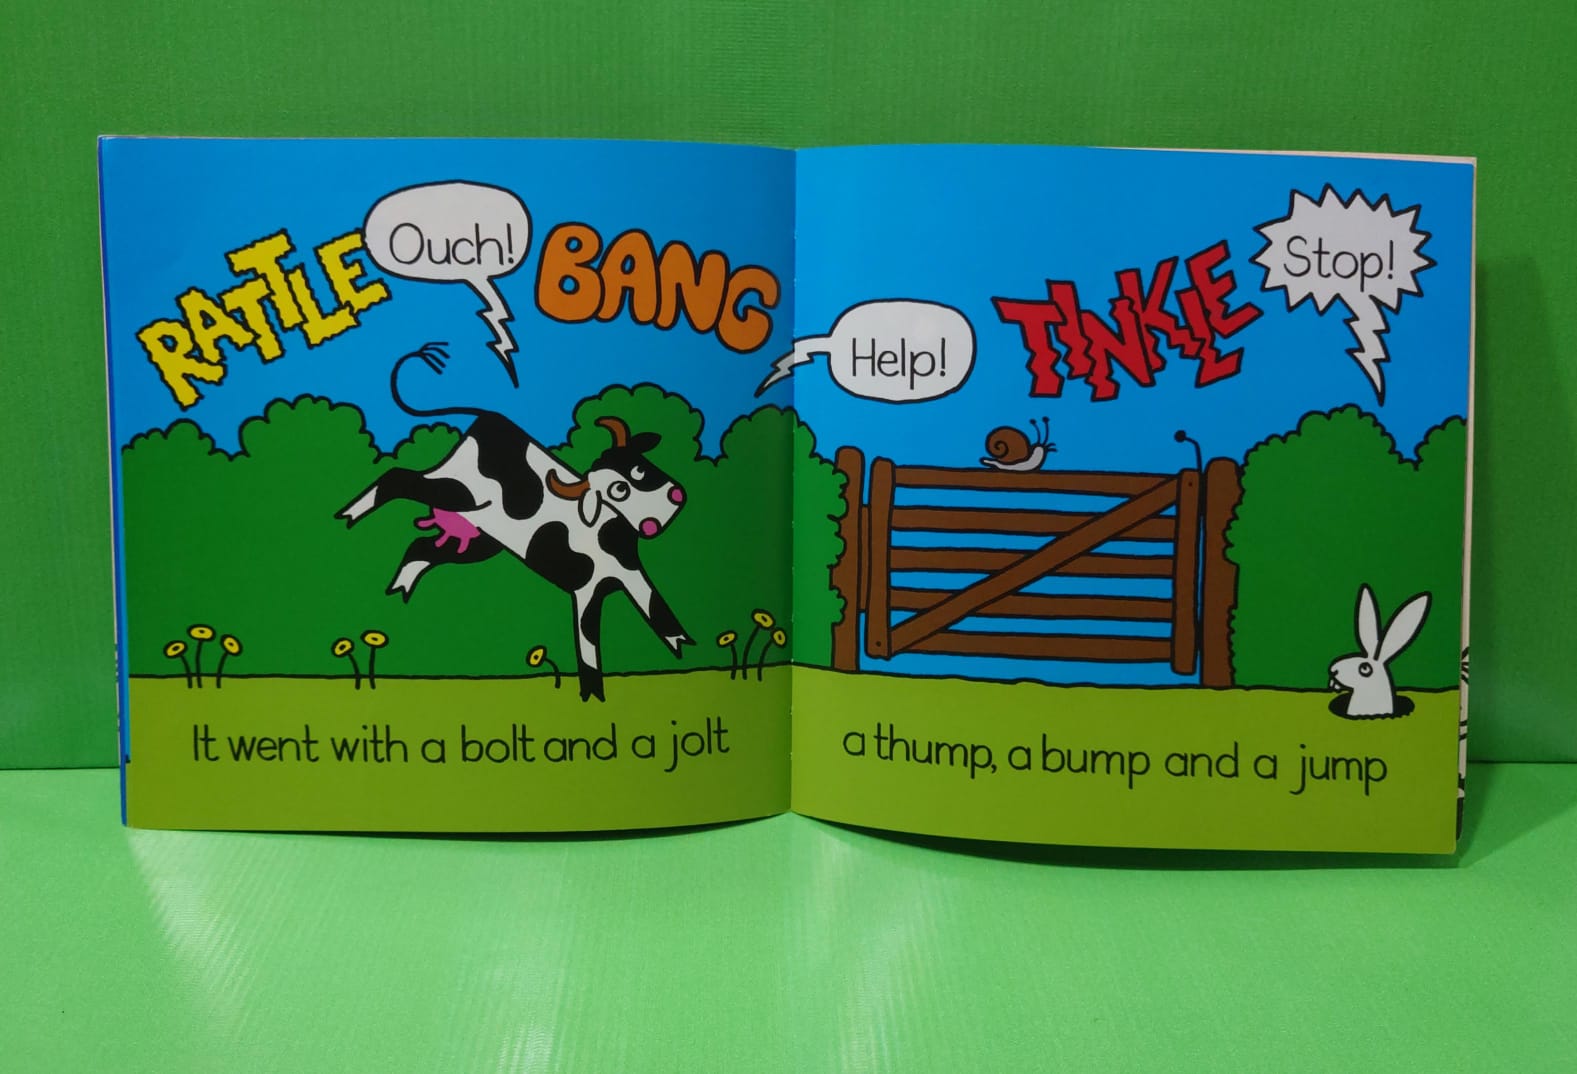 RATTLE
Ouch!
BANG
Help!
TINKLE
Stop!
It went with a bolt and a jolt
a thump, a bump and a jump